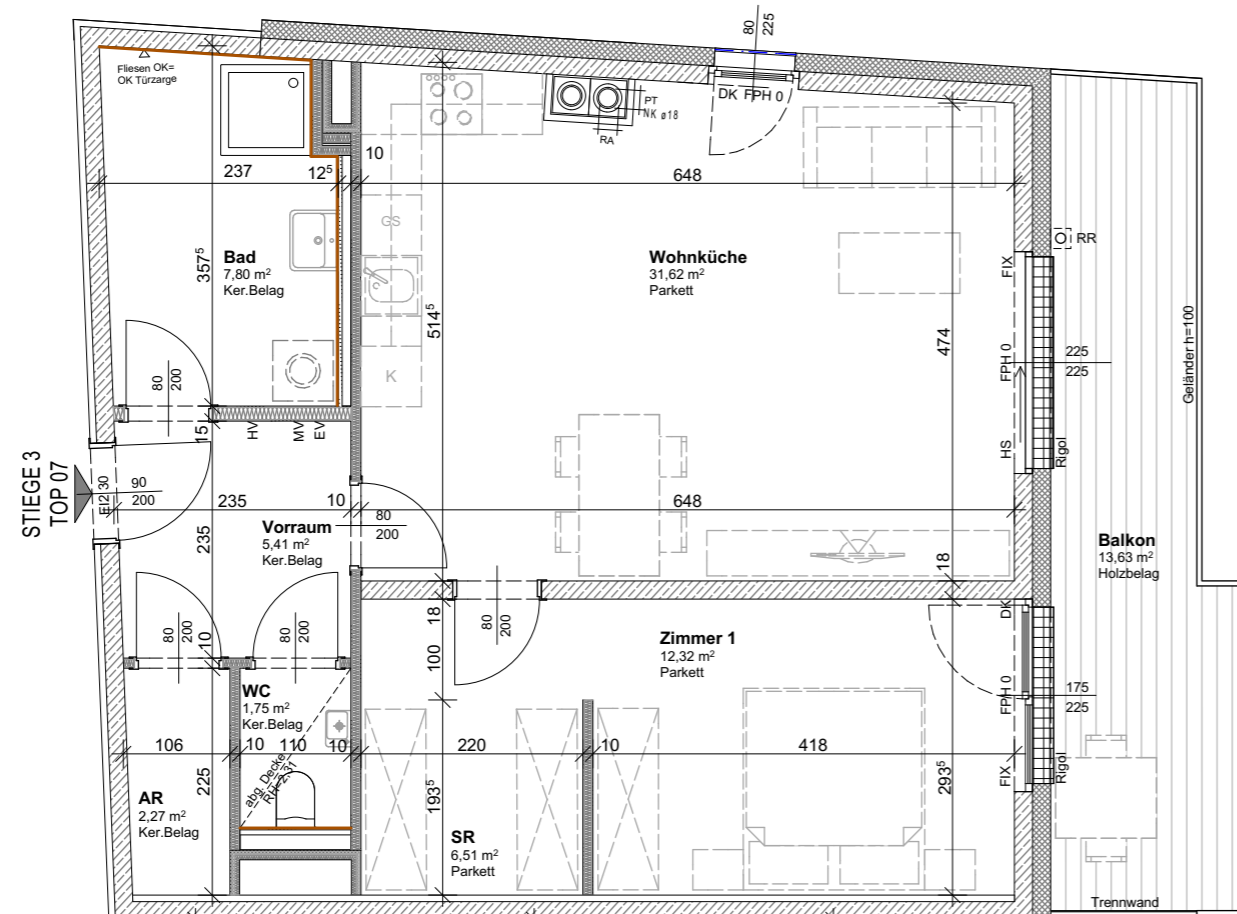 80
225
Fliesen OK=
OK Türzarge
DK FPH 0
PT
NK ø18
RA
10
237
12⁵
648
GS
RR
Bad
7,80 m²
Ker.Belag
Wohnküche
31,62 m²
Parkett
FIX
357⁵
514⁵
474
FPH 0
225
225
Geländer h=100
K
80
200
HV
MV
EV
15
HS
Rigol
STIEGE 3
TOP 07
EI2 30
90
200
235
10
648
80
200
Vorraum
5,41 m²
Ker.Belag
235
Balkon
13,63 m²
Holzbelag
18
80
200
10
80
200
18
80
200
DK
Zimmer 1
12,32 m²
Parkett
100
WC
1,75 m²
Ker.Belag
FPH 0
175
225
106
10
110
10
220
10
418
abg. Decke
RH=2,31
225
193⁵
293⁵
FIX
Rigol
AR
2,27 m²
Ker.Belag
SR
6,51 m²
Parkett
Trennwand